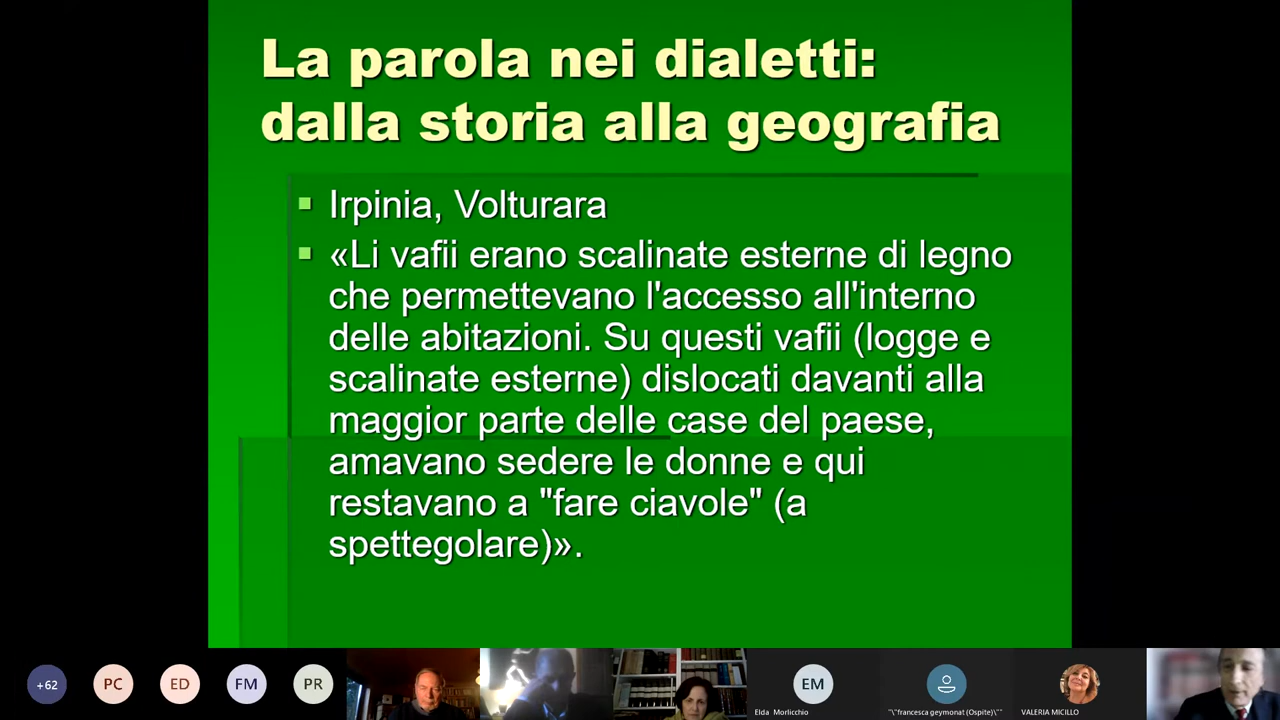 La parola nei dialetti:
dalla storia alla geografia
Irpinia, Volturara
«Li vafii erano scalinate esterne di legno
che permettevano l'accesso all'interno
delle abitazioni. Su questi vafii (logge e
scalinate esterne) dislocati davanti alla
maggior parte delle case del paese,
amavano sedere le donne e qui
restavano a "fare ciavole" (a
spettegolare)».
+62
PC
ED
FM
PR
EM
Elda Morlicchio
"\"francesca geymonat (Ospite)\""
VALERIA MICILLO